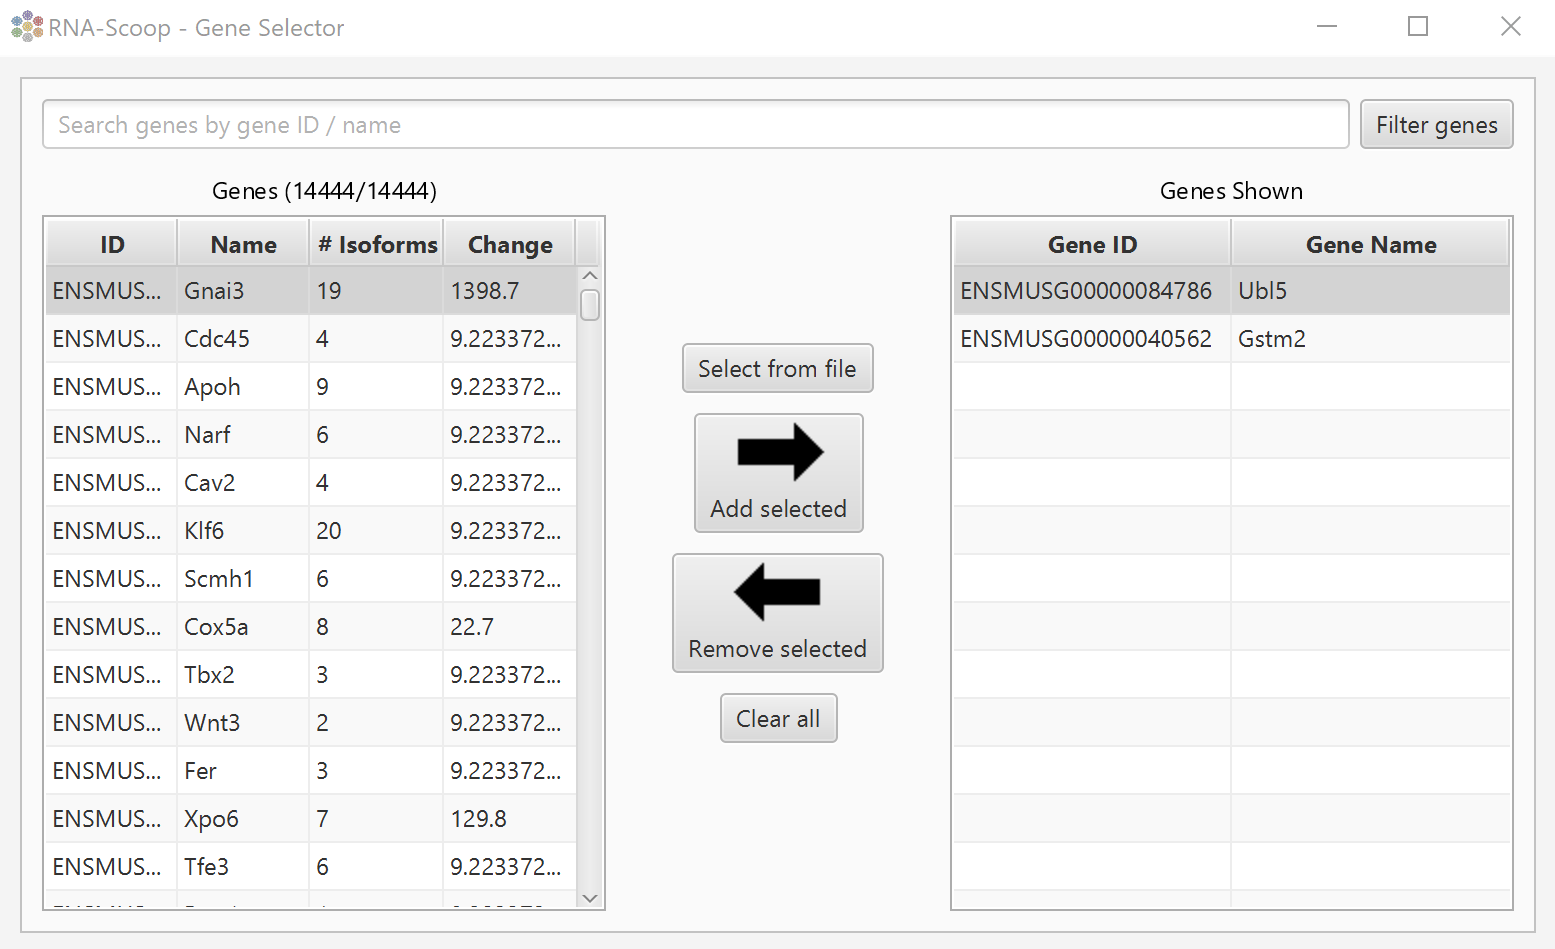 RNA-Scoop - Gene Selector
Search genes by gene ID / name
Filter genes
Genes (14444/14444)
ID Name # Isoforms Change
ENSMUS... Gnai3 19 1398.7
ENSMUS... Cdc45 4 9.223372...
ENSMUS... Apoh 9 9.223372...
ENSMUS... Narf 6 9.223372...
ENSMUS... Cav2 4 9.223372...
ENSMUS... Klf6 20 9.223372...
ENSMUS... Scmh1 6 9.223372...
ENSMUS... Cox5a 8 22.7
ENSMUS... Tbx2 3 9.223372...
ENSMUS... Wnt3 2 9.223372...
ENSMUS... Fer 3 9.223372...
ENSMUS... Xpo6 7 129.8
ENSMUS... Tfe3 6 9.223372...
Select from file
Add selected
Remove selected
Clear all
Genes Shown
Gene ID Gene Name
ENSMUSG00000084786 Ubl5
ENSMUSG00000040562 Gstm2